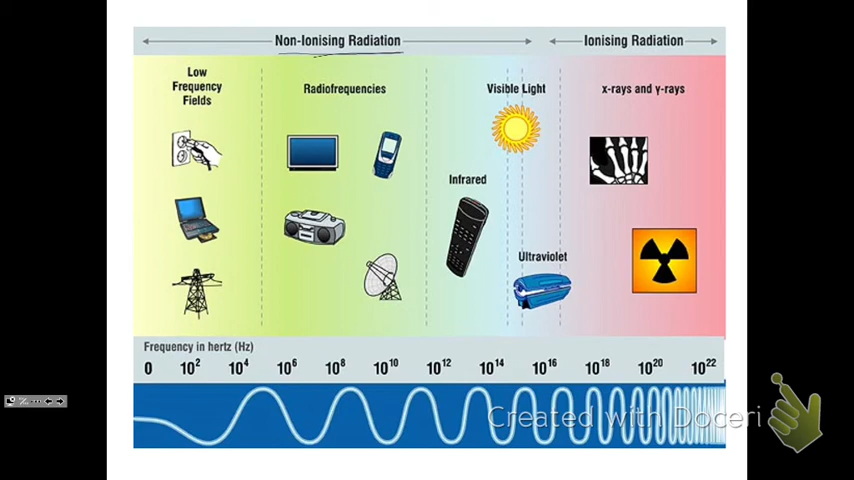 Non-Ionising Radiation
Ionising Radiation
Low
Frequency
Fields
Radiofrequencies
Visible Light
x-rays and γ-rays
Infrared
Ultraviolet
Frequency in hertz (Hz)
0 10² 10⁴ 10⁶ 10⁸ 10¹⁰ 10¹² 10¹⁴ 10¹⁶ 10¹⁸ 10²⁰ 10²²
Created with Doceri